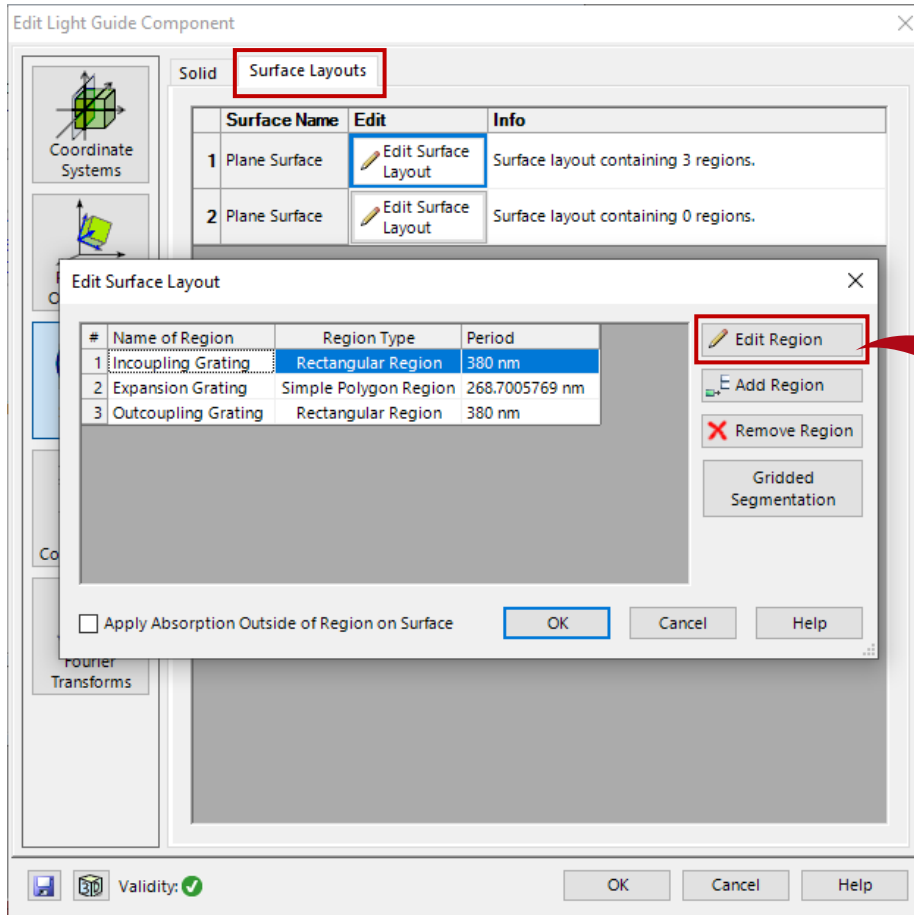 Edit Light Guide Component
Solid
Surface Layouts
Coordinate
Systems
Surface Name Edit Info
1 Plane Surface Edit Surface
Layout Surface layout containing 3 regions.
2 Plane Surface Edit Surface
Layout Surface layout containing 0 regions.
Edit Surface Layout
# Name of Region Region Type Period
1 Incoupling Grating Rectangular Region 380 nm
2 Expansion Grating Simple Polygon Region 268.7005769 nm
3 Outcoupling Grating Rectangular Region 380 nm
Edit Region
Add Region
Remove Region
Gridded
Segmentation
Apply Absorption Outside of Region on Surface
OK Cancel Help
Fourier
Transforms
3D Validity:
OK Cancel Help